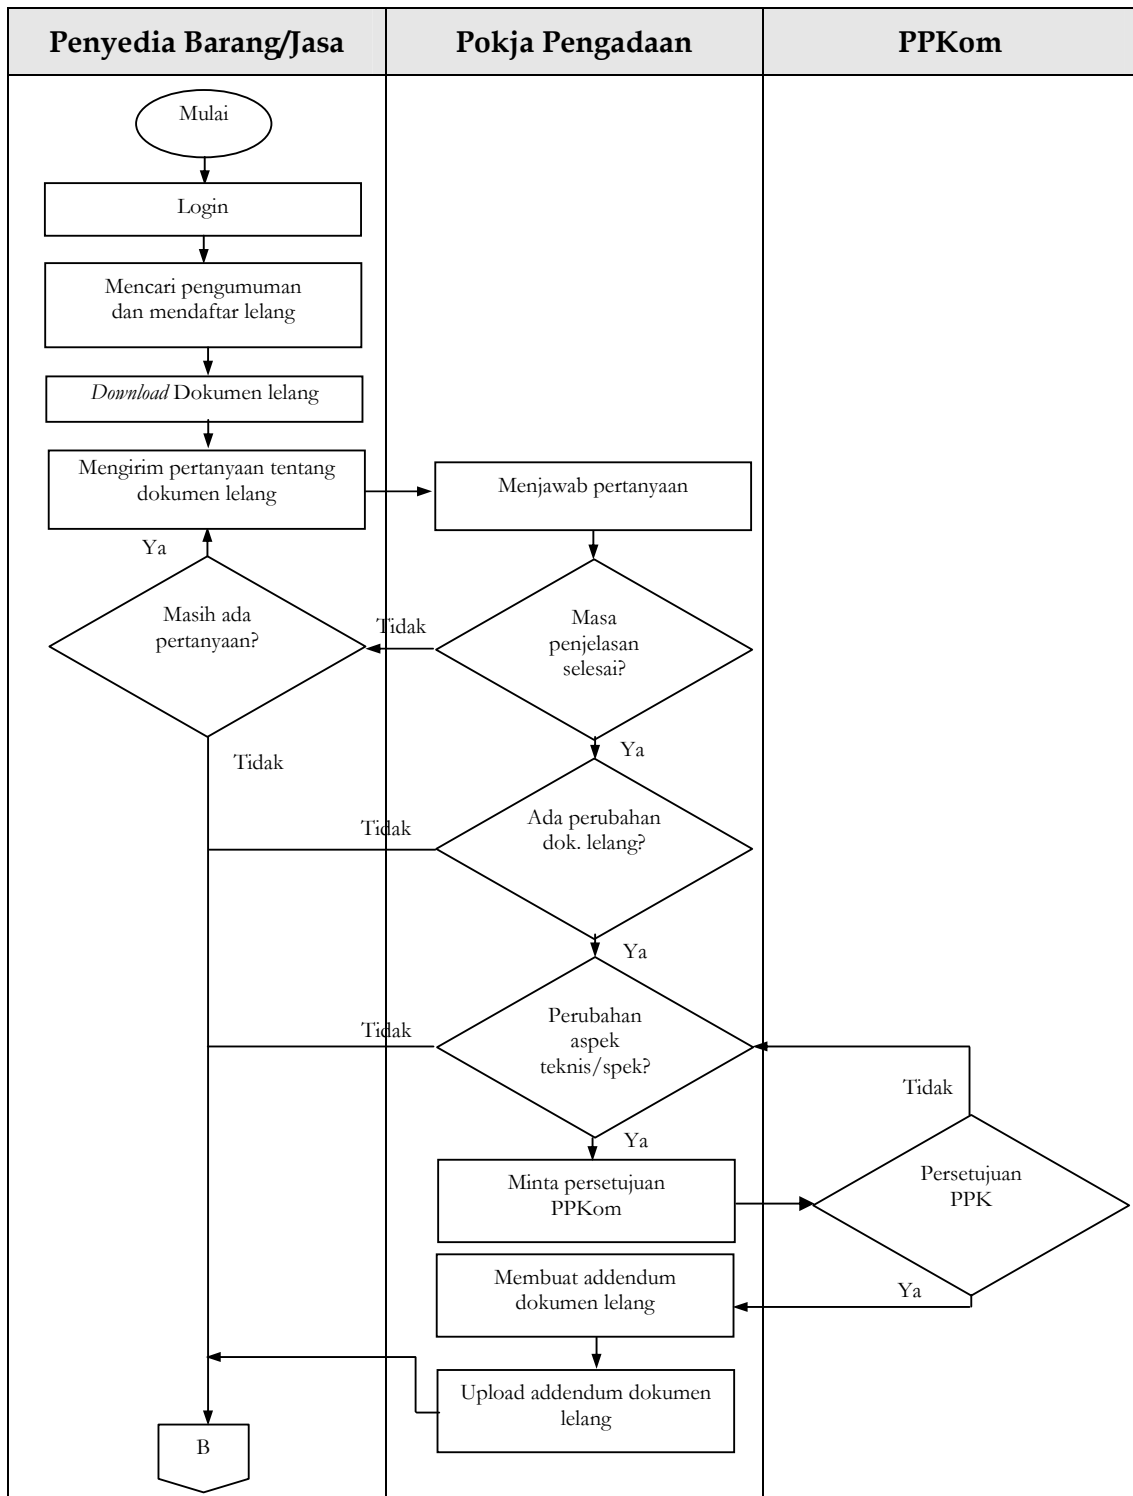 Penyedia Barang/Jasa
Pokja Pengadaan
PPKom
Mulai
Login
Mencari pengumuman
dan mendaftar lelang
Download Dokumen lelang
Mengirim pertanyaan tentang
dokumen lelang
Menjawab pertanyaan
Ya
Masih ada
pertanyaan?
Tidak
Masa
penjelasan
selesai?
Tidak
Ya
Ada perubahan
dok. lelang?
Tidak
Ya
Perubahan
aspek
teknis/spek?
Tidak
Tidak
Ya
Minta persetujuan
PPKom
Persetujuan
PPK
Ya
Membuat addendum
dokumen lelang
Upload addendum dokumen
lelang
B